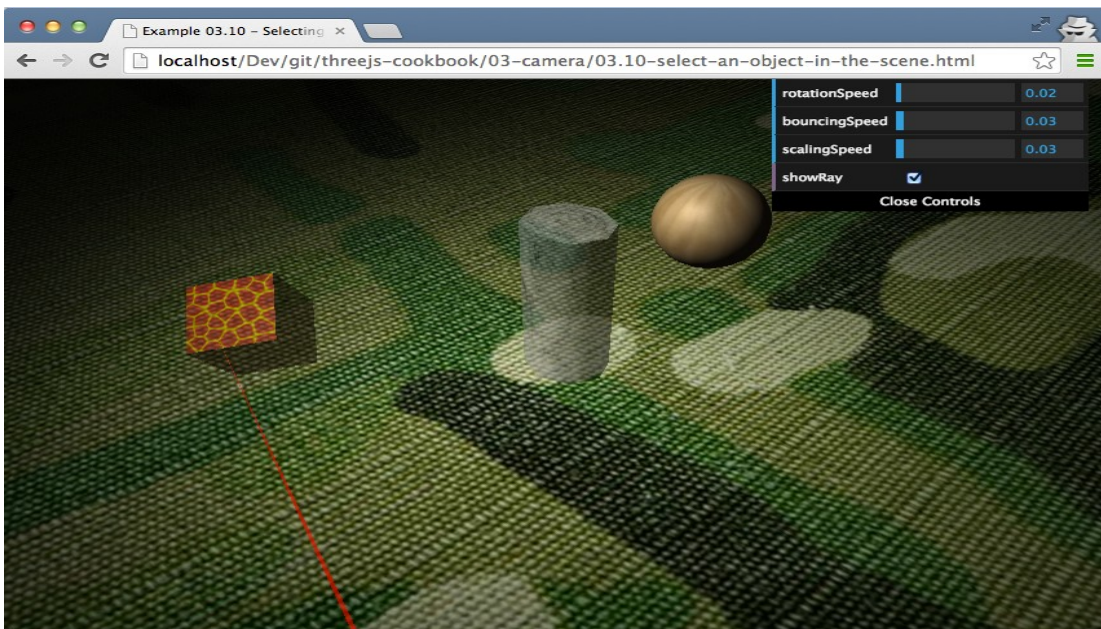 Example 03.10 – Selecting
localhost/Dev/git/threejs-cookbook/03-camera/03.10-select-an-object-in-the-scene.html
rotationSpeed 0.02
bouncingSpeed 0.03
scalingSpeed 0.03
showRay
Close Controls